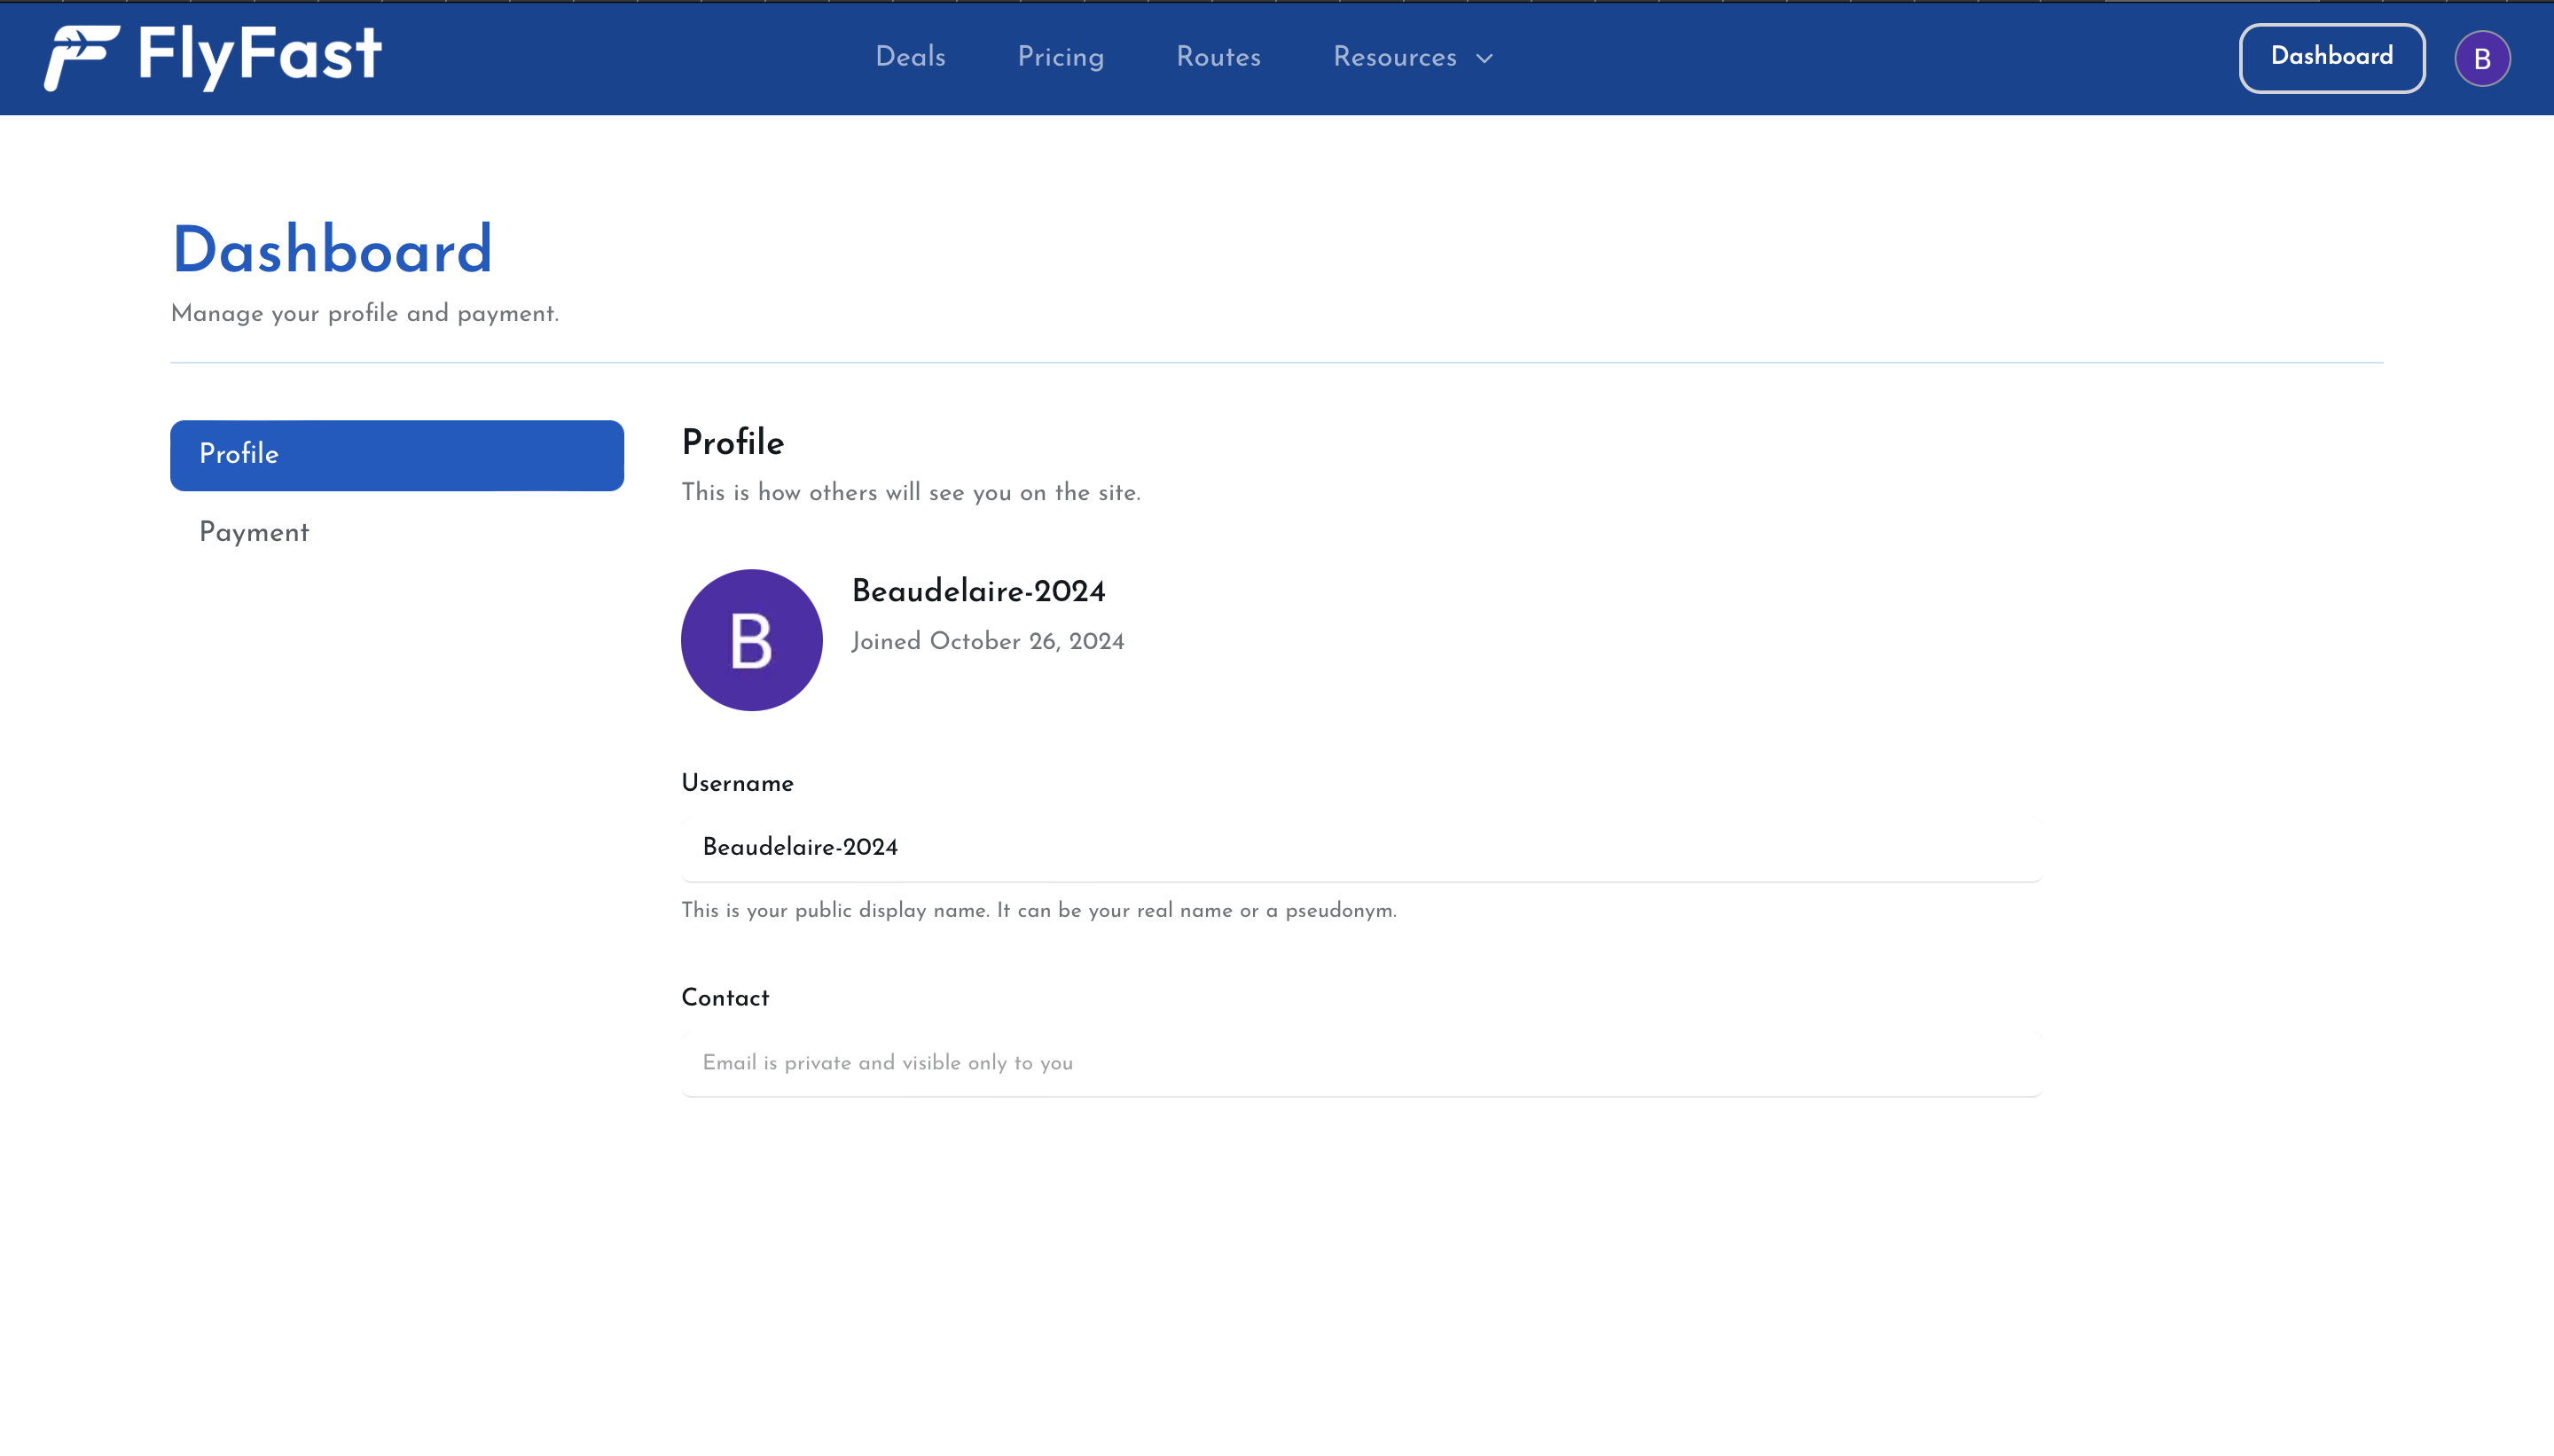 FlyFast
Deals
Pricing
Routes
Resources
Dashboard
B
Dashboard
Manage your profile and payment.
Profile
Payment
Profile
This is how others will see you on the site.
B
Beaudelaire-2024
Joined October 26, 2024
Username
Beaudelaire-2024
This is your public display name. It can be your real name or a pseudonym.
Contact
Email is private and visible only to you